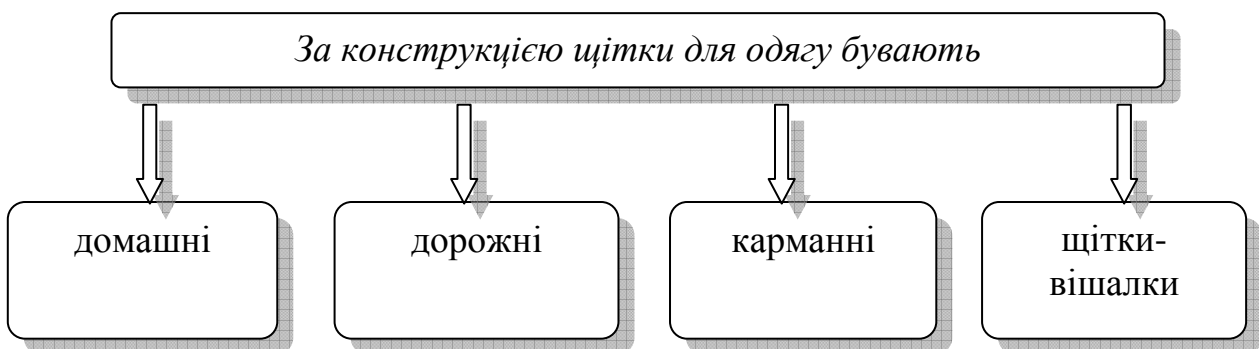 За конструкцією щітки для одягу бувають
домашні
дорожні
карманні
щітки-
вішалки